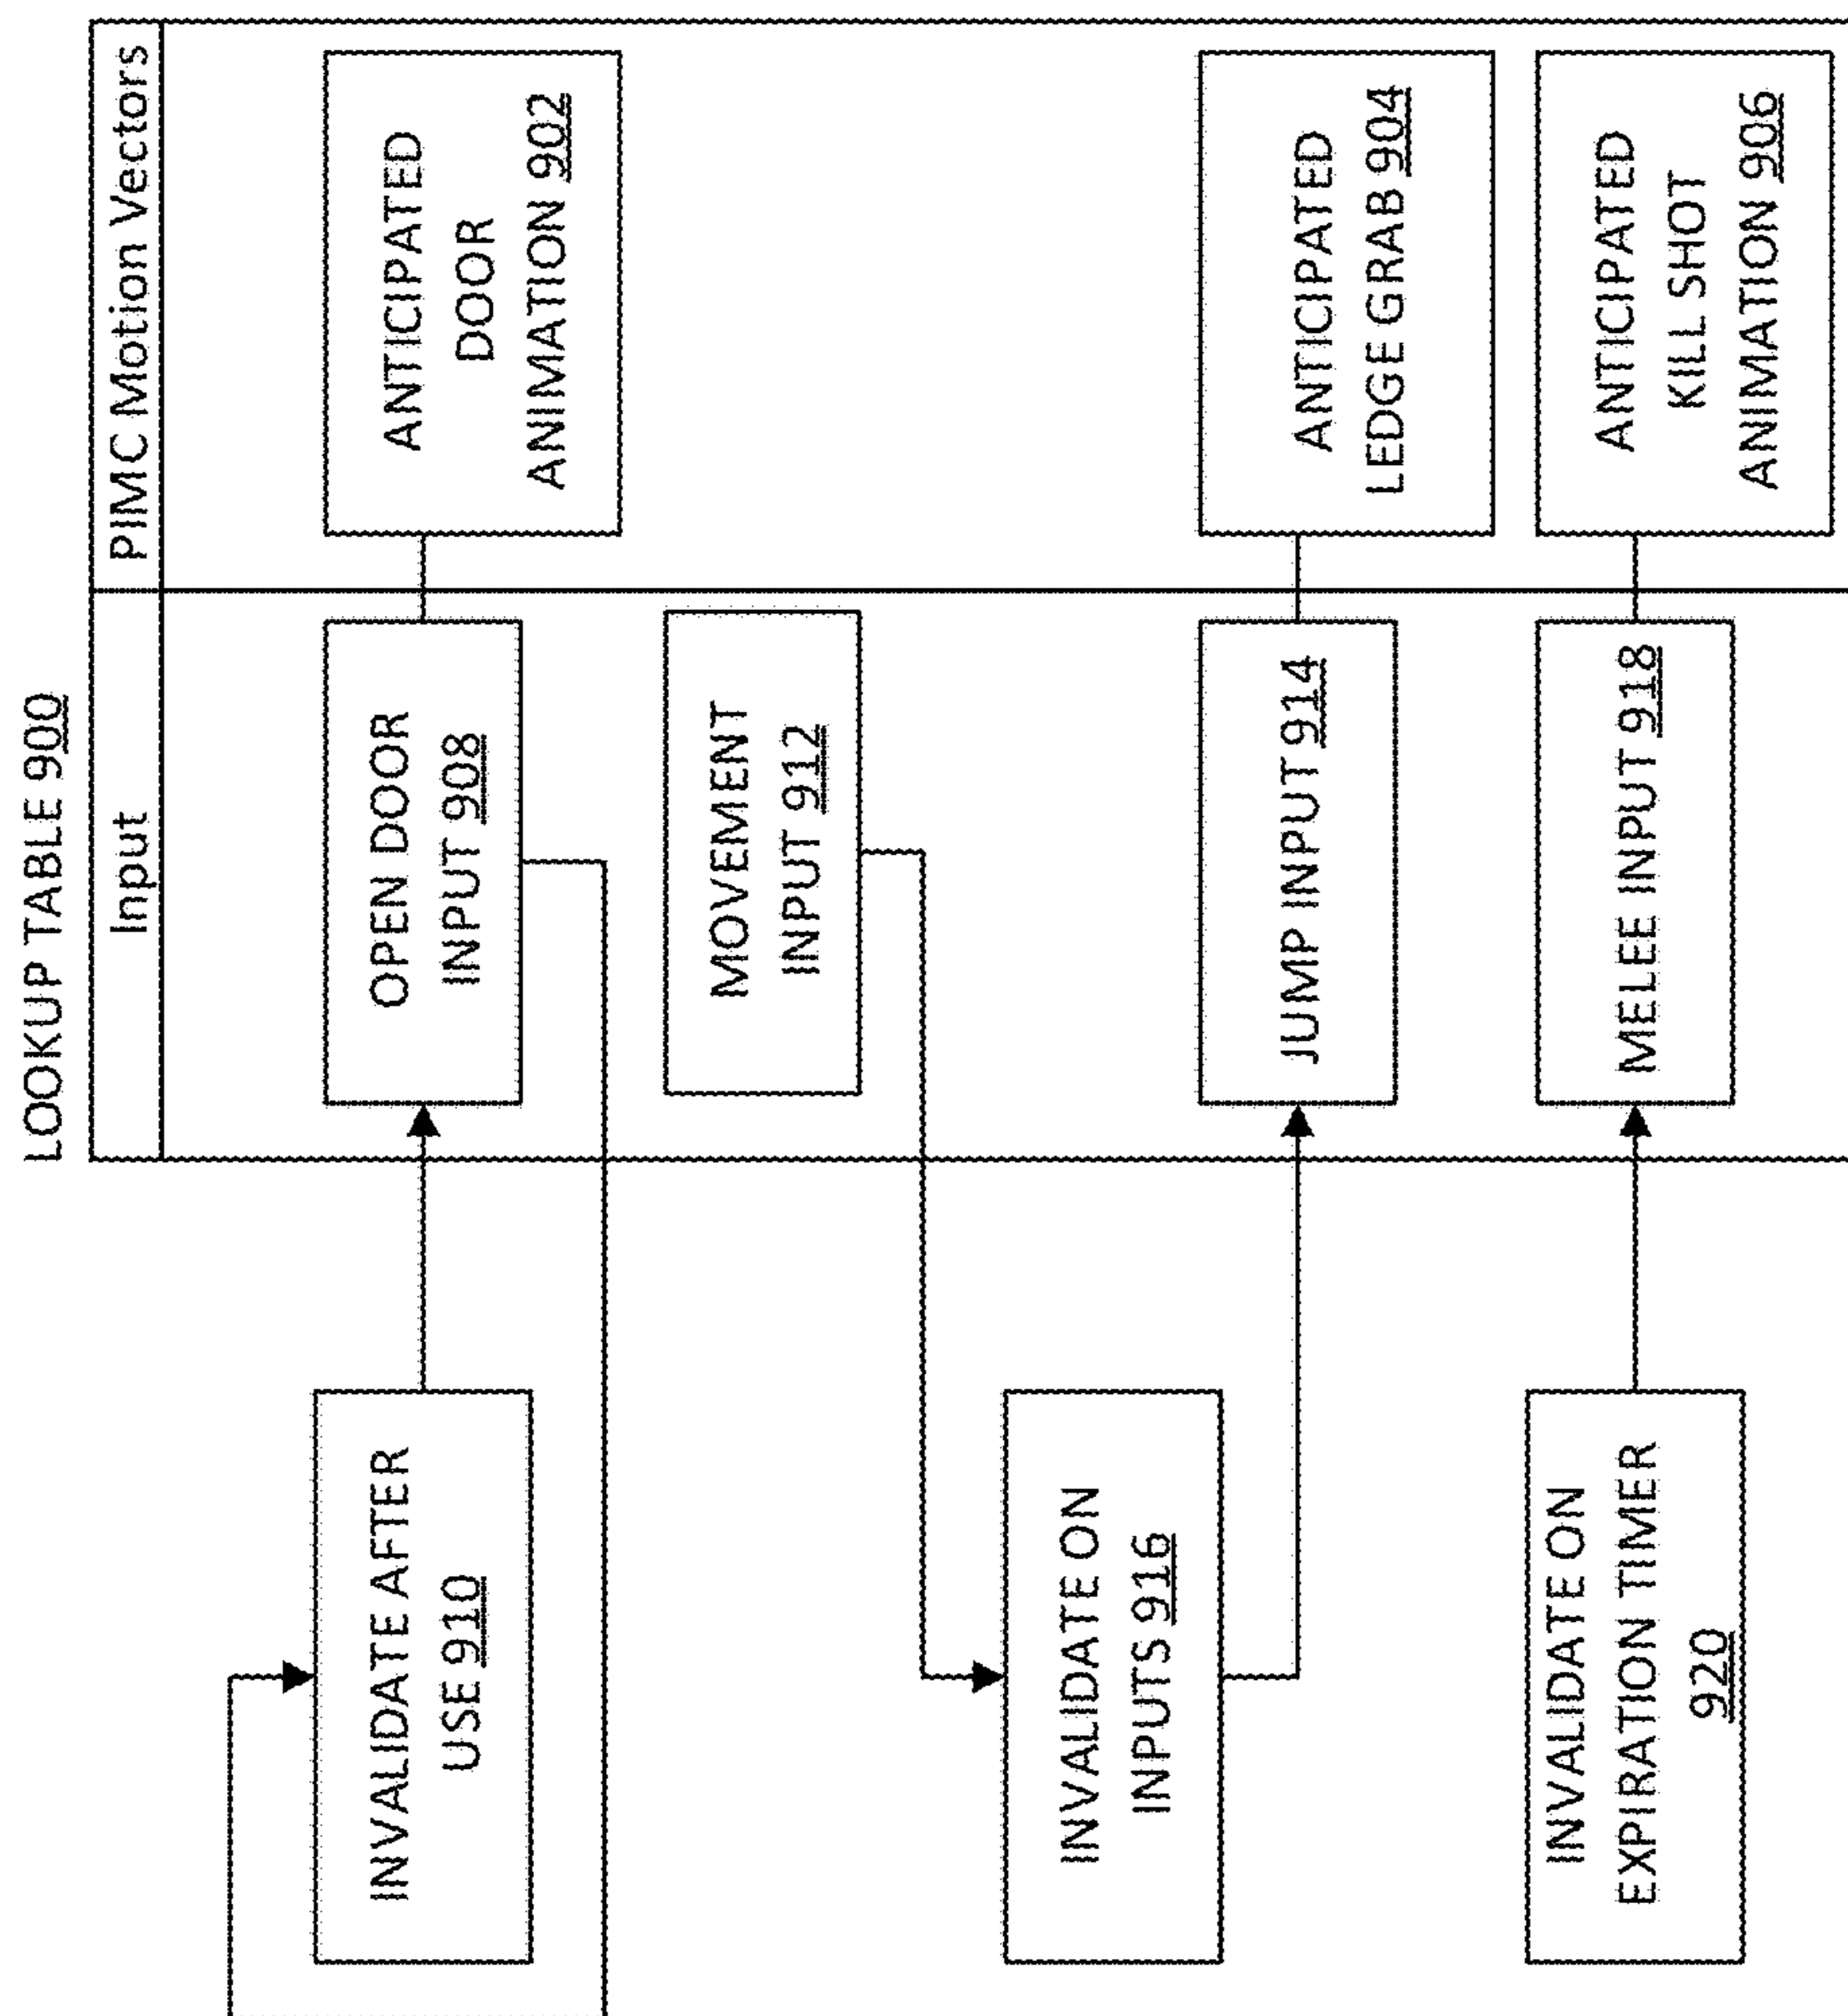 LOOKUP TABLE 900
Input
PIMC Motion Vectors
INVALIDATE AFTER
USE 910
OPEN DOOR
INPUT 908
ANTICIPATED
DOOR
ANIMATION 902
MOVEMENT
INPUT 912
INVALIDATE ON
INPUTS 916
JUMP INPUT 914
ANTICIPATED
LEDGE GRAB 904
INVALIDATE ON
EXPIRATION TIMER
920
MELEE INPUT 918
ANTICIPATED
KILL SHOT
ANIMATION 906